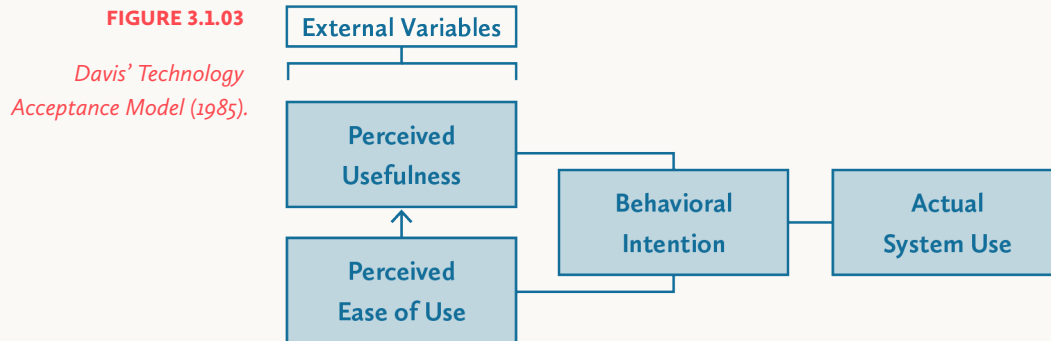 FIGURE 3.1.03
Davis’ Technology
Acceptance Model (1985).
External Variables
Perceived
Usefulness
Perceived
Ease of Use
Behavioral
Intention
Actual
System Use